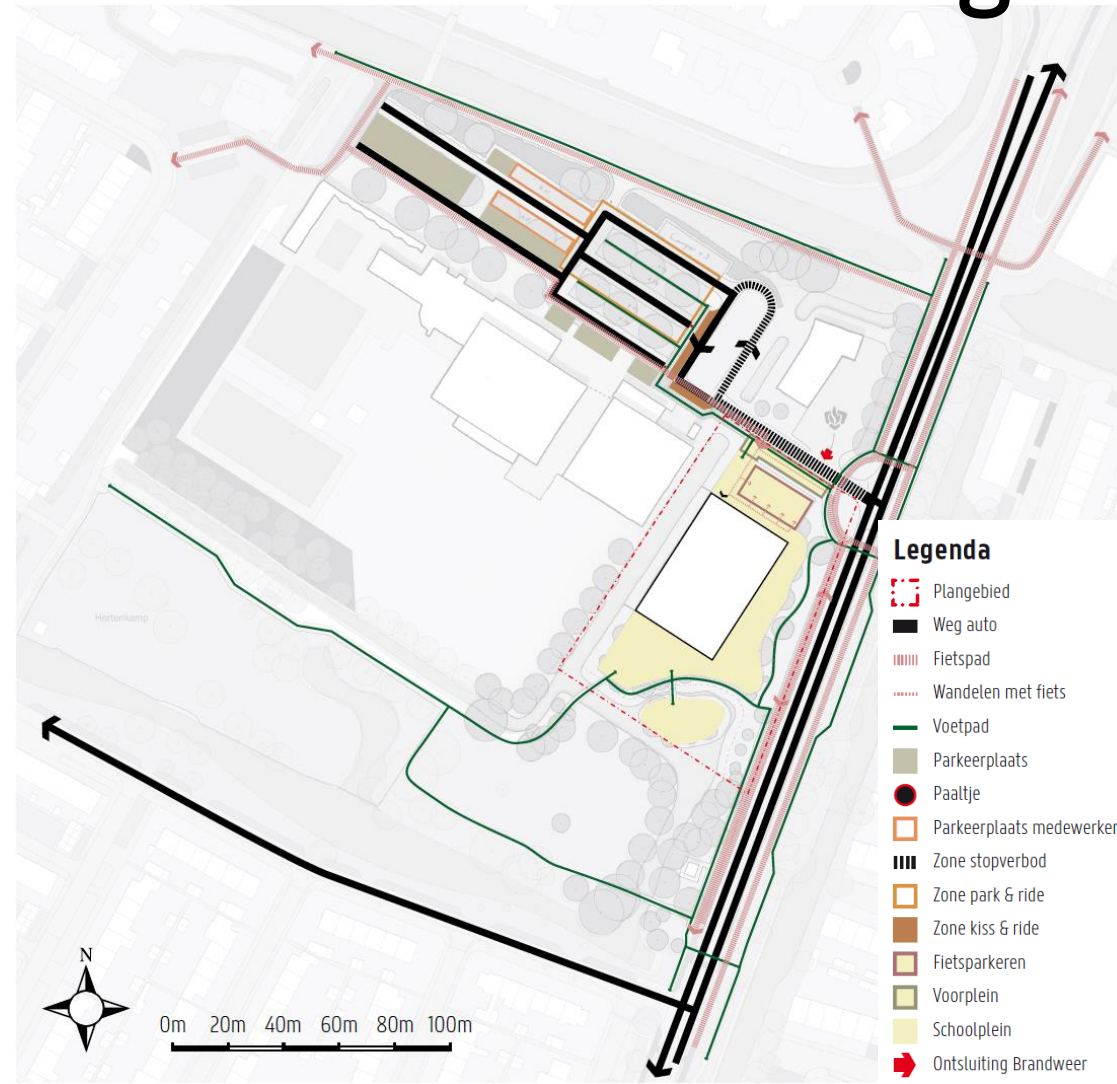 g
Hortenkamp
N
0m 20m 40m 60m 80m 100m
Legenda
Plangebied
Weg auto
Fietspad
Wandelen met fiets
Voetpad
Parkeerplaats
Paaltje
Parkeerplaats medewerker
Zone stopverbod
Zone park & ride
Zone kiss & ride
Fietsparkeren
Voorplein
Schoolplein
Ontsluiting Brandweer